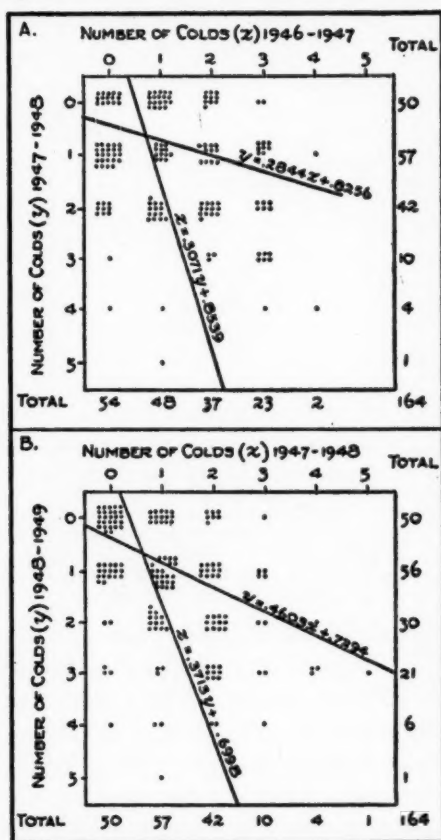 A. NUMBER OF COLDS (x) 1946-1947
TOTAL
0 1 2 3 4 5
NUMBER OF COLDS (y) 1947-1948
0 50
1 57
2 42
3 10
4 4
5 1
y=.2844x+.8256
x=.3071y+.8539
TOTAL 54 48 37 23 2 164
B. NUMBER OF COLDS (x) 1947-1948
TOTAL
0 1 2 3 4 5
NUMBER OF COLDS (y) 1948-1949
0 50
1 56
2 30
3 21
4 6
5 1
y=.4603x+.7294
x=.3713y+.6998
TOTAL 50 57 42 10 4 1 164